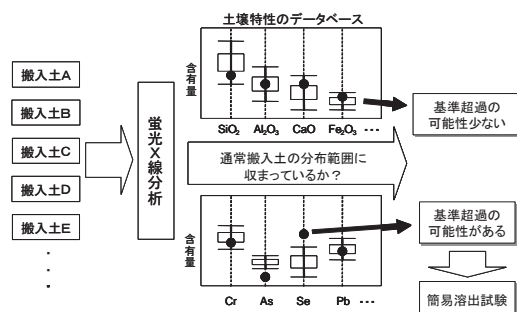 土壌特性のデータベース
搬入土A
搬入土B
搬入土C
搬入土D
搬入土E
・
・
・
蛍光X線分析
含有量
SiO₂ Al₂O₃ CaO Fe₂O₃ ･･･
基準超過の
可能性少ない
通常搬入土の分布範囲に
収まっているか？
含有量
Cr As Se Pb ･･･
基準超過の
可能性がある
簡易溶出試験